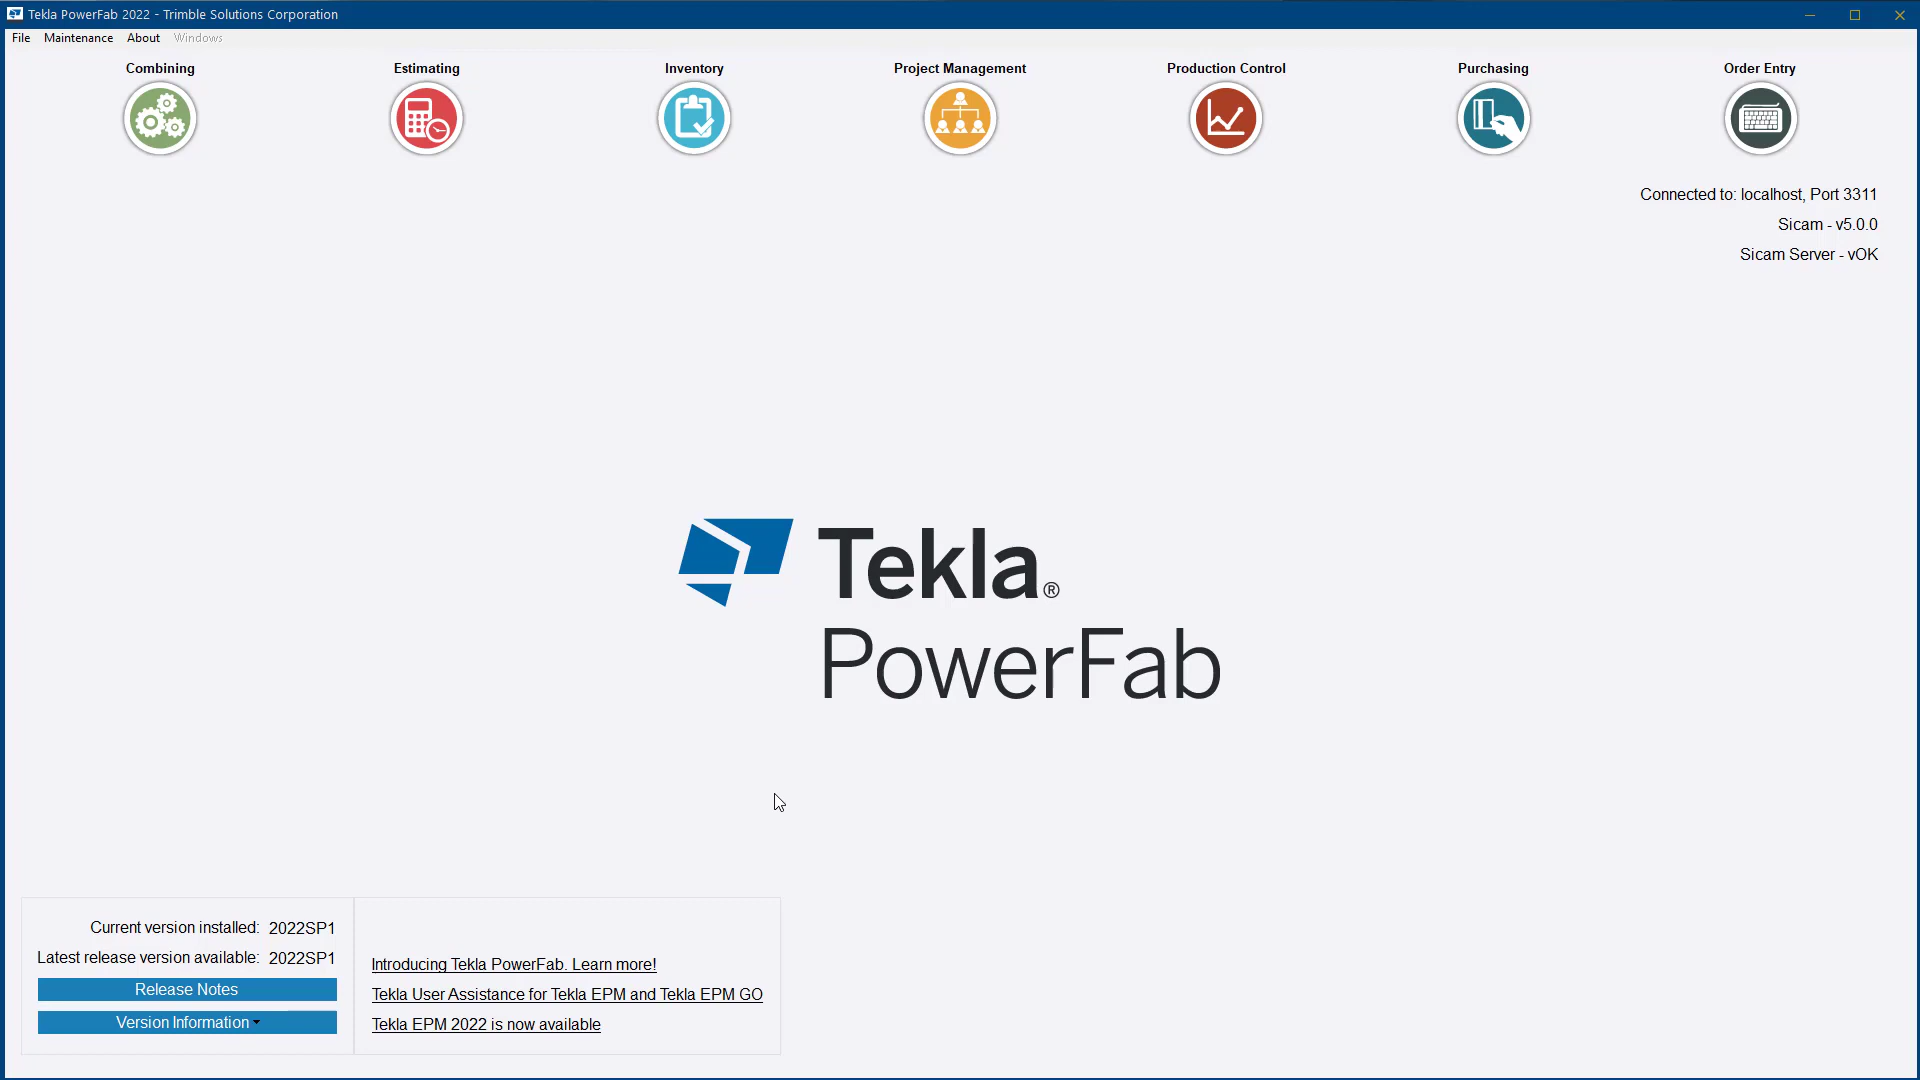 Tekla PowerFab 2022 - Trimble Solutions Corporation
File Maintenance About Windows
Combining Estimating Inventory Project Management Production Control Purchasing Order Entry
Connected to: localhost, Port 3311
Sicam - v5.0.0
Sicam Server - vOK
Tekla®
PowerFab
Current version installed: 2022SP1
Latest release version available: 2022SP1
Release Notes
Version Information
Introducing Tekla PowerFab. Learn more!
Tekla User Assistance for Tekla EPM and Tekla EPM GO
Tekla EPM 2022 is now available